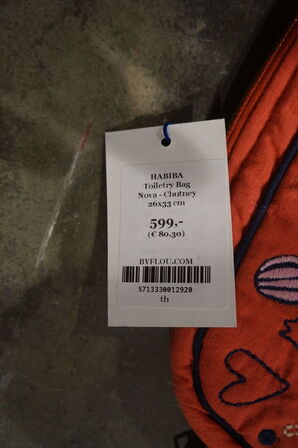 HABIBA
Toiletry Bag
Nova - Chutney
26x33 cm
599,-
(€ 80.30)
BYFLOU.COM
5713330012920
th